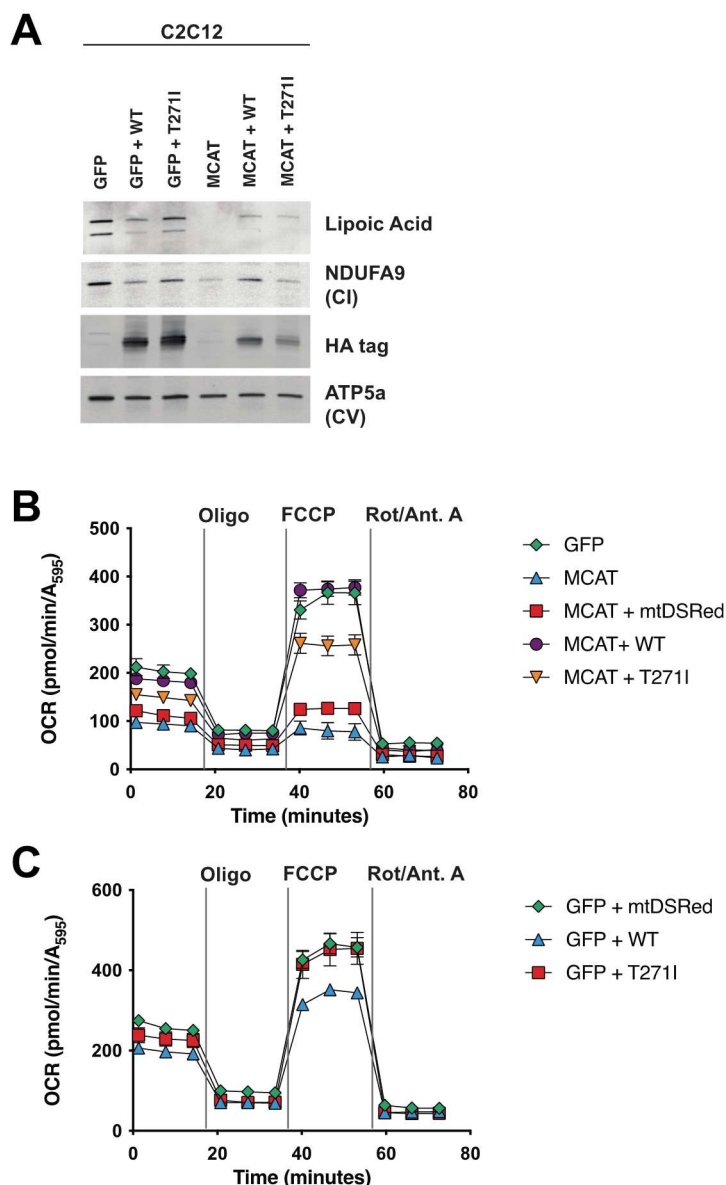 A
C2C12
GFP
GFP + WT
GFP + T271I
MCAT
MCAT + WT
MCAT + T271I
Lipoic Acid
NDUFA9
(CI)
HA tag
ATP5a
(CV)
B
Oligo
FCCP
Rot/Ant. A
OCR (pmol/min/A595)
500
400
300
200
100
0
0
20
40
60
80
Time (minutes)
GFP
MCAT
MCAT + mtDSRed
MCAT+ WT
MCAT + T271I
C
Oligo
FCCP
Rot/Ant. A
OCR (pmol/min/A595)
600
400
200
0
0
20
40
60
80
Time (minutes)
GFP + mtDSRed
GFP + WT
GFP + T271I